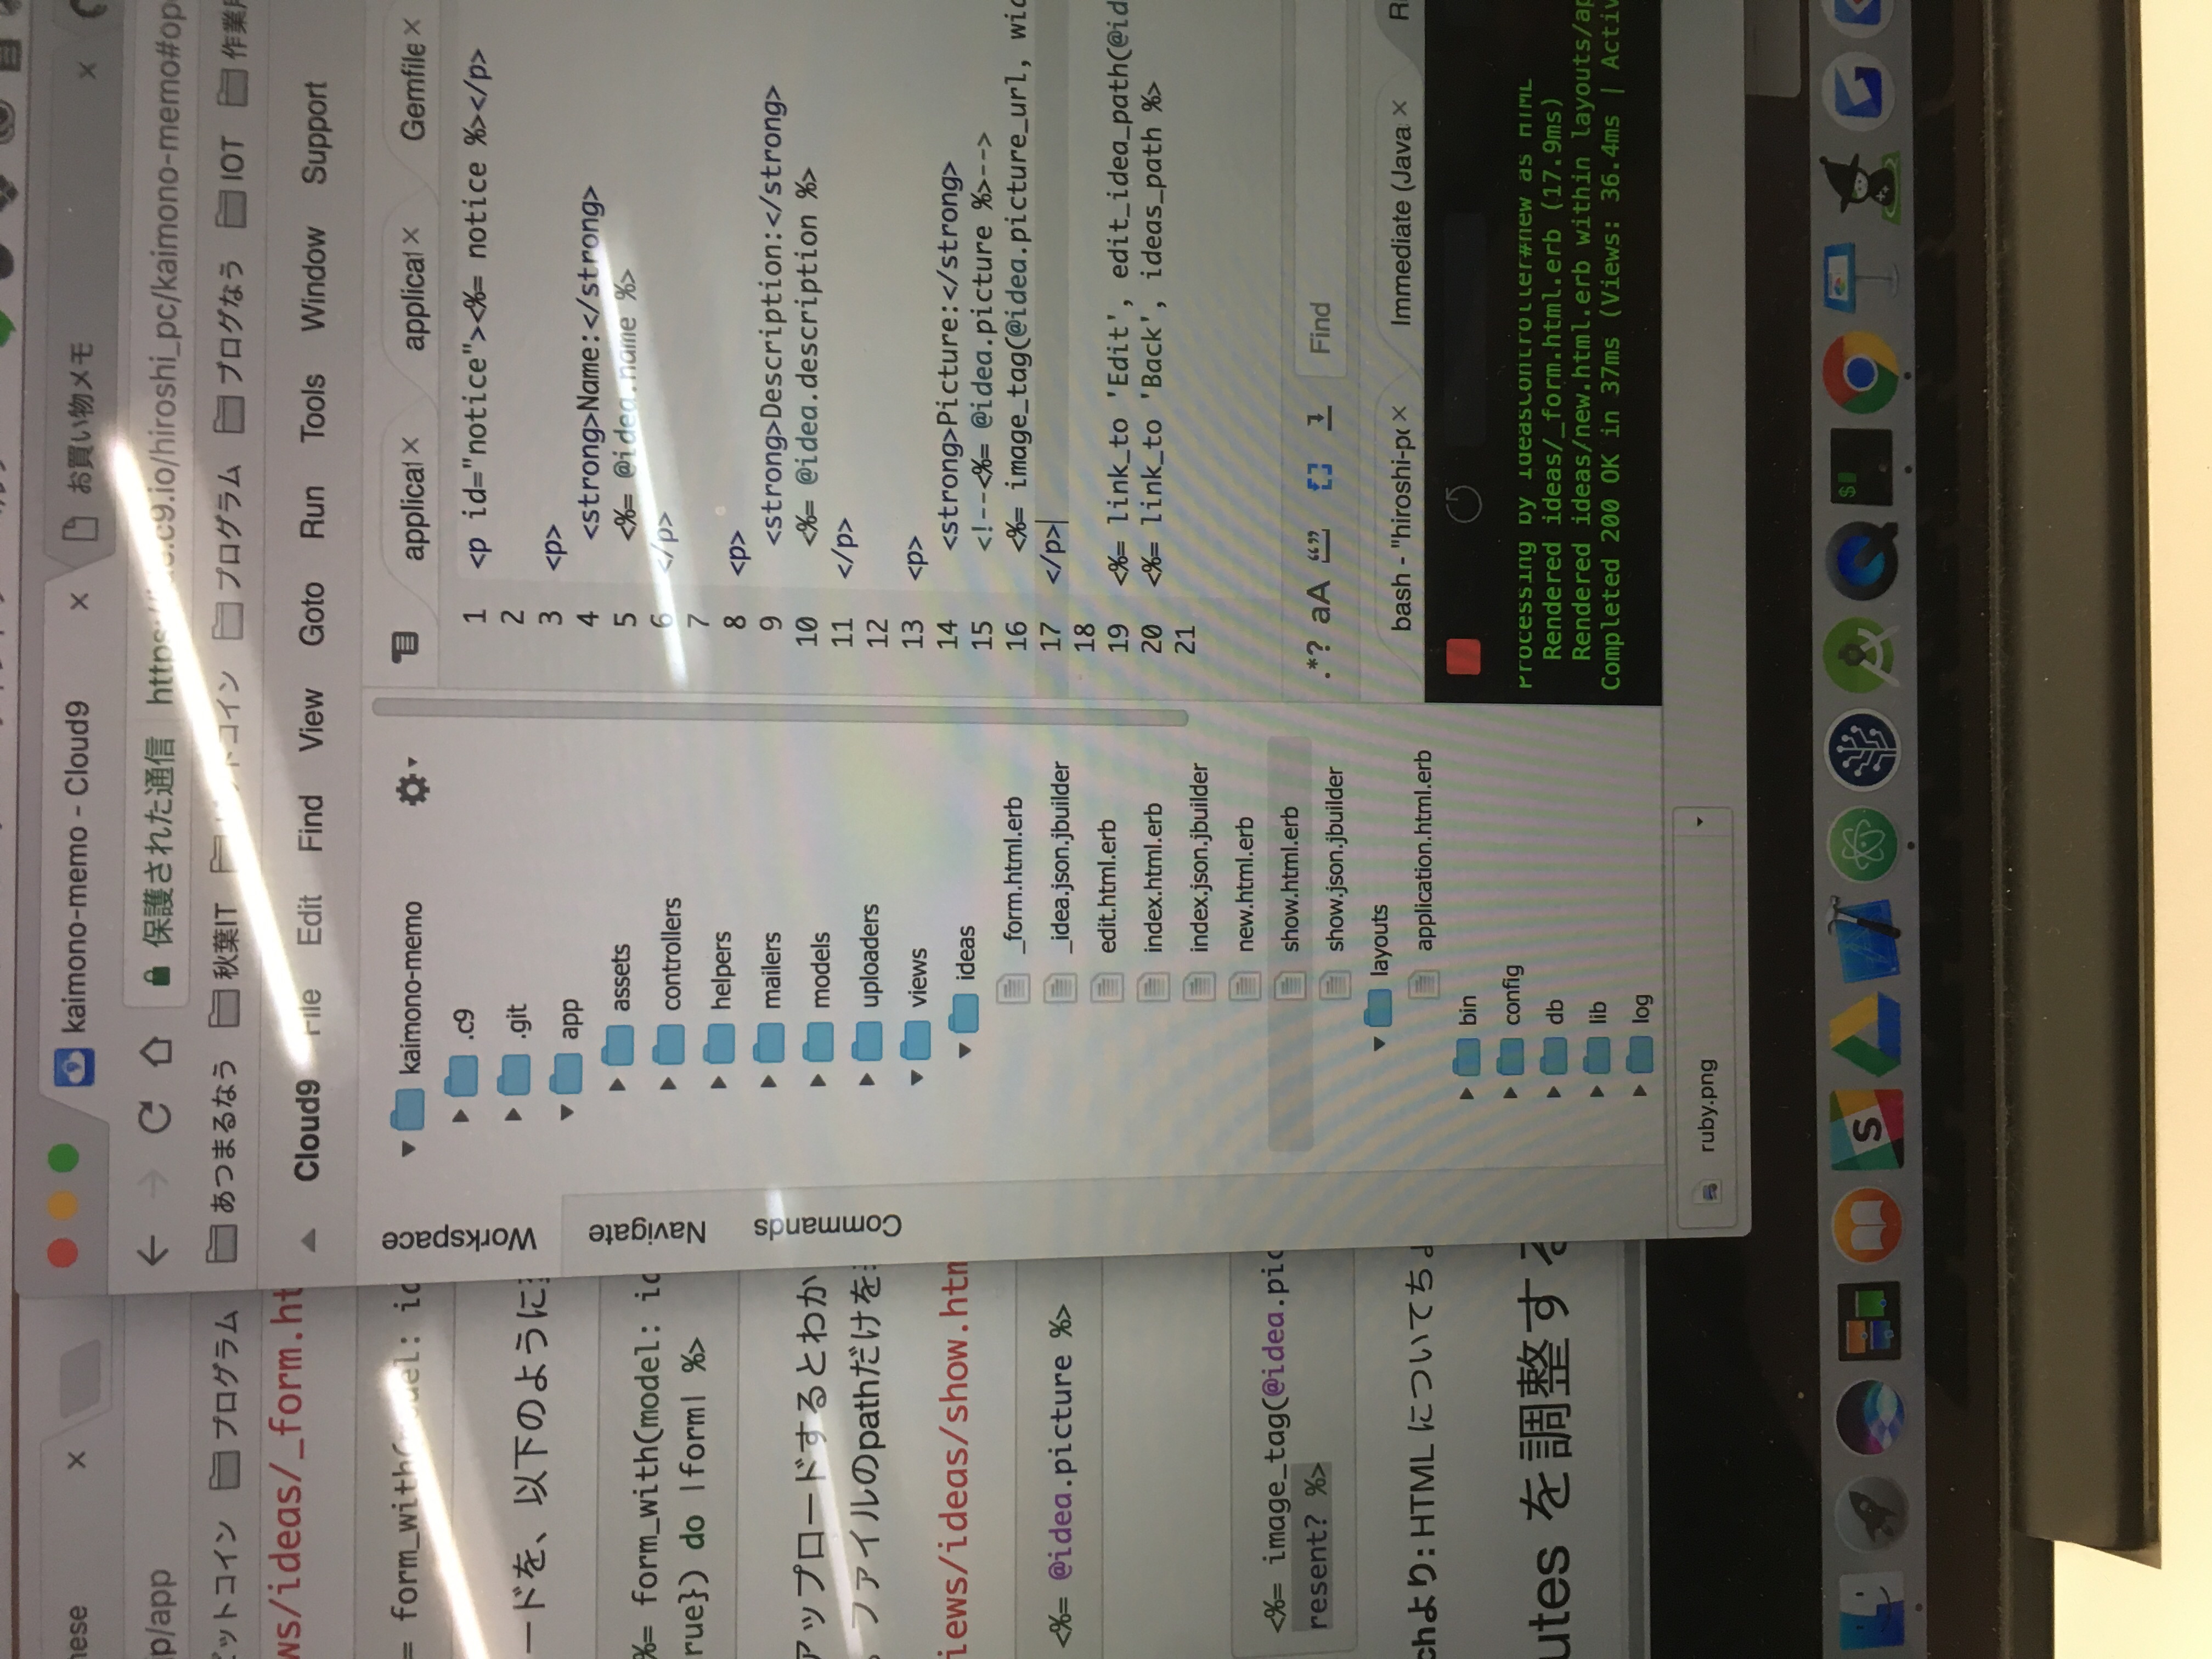 nese
p/app
ビットコイン プログラム
ws/ideas/_form.ht
= form_with(model: id
ードを、以下のように
%= form_with(model: id
rue}) do |form| %>
アップロードするとわか
。ファイルのpathだけを
iews/ideas/show.htm
<%= @idea.picture %>
<%= image_tag(@idea.pic
resent? %>
chより: HTML についてちょ
utes を調整する
kaimono-memo - Cloud9
お買い物メモ
保護された通信 https://ide.c9.io/hiroshi_pc/kaimono-memo#op
あつまるなう 秋葉IT ビットコイン プログラム ブログなう IOT 作業用
Cloud9 File Edit Find View Goto Run Tools Window Support
Workspace
Navigate
Commands
kaimono-memo
.c9
.git
app
assets
controllers
helpers
mailers
models
uploaders
views
ideas
_form.html.erb
_idea.json.jbuilder
edit.html.erb
index.html.erb
index.json.jbuilder
new.html.erb
show.html.erb
show.json.jbuilder
layouts
application.html.erb
bin
config
db
lib
log
applicat applicat Gemfile
1 <p id="notice"><%= notice %></p>
2
3 <p>
4 <strong>Name:</strong>
5 <%= @idea.name %>
6 </p>
7
8 <p>
9 <strong>Description:</strong>
10 <%= @idea.description %>
11 </p>
12
13 <p>
14 <strong>Picture:</strong>
15 <!--<%= @idea.picture %>-->
16 <%= image_tag(@idea.picture_url, wid
17 </p>
18
19 <%= link_to 'Edit', edit_idea_path(@id
20 <%= link_to 'Back', ideas_path %>
21
.*? aA “” Find
bash - "hiroshi-pc Immediate (Java R
Processing by IdeasController#new as HTML
Rendered ideas/_form.html.erb (17.9ms)
Rendered ideas/new.html.erb within layouts/ap
Completed 200 OK in 37ms (Views: 36.4ms | Activ
ruby.png
S
$